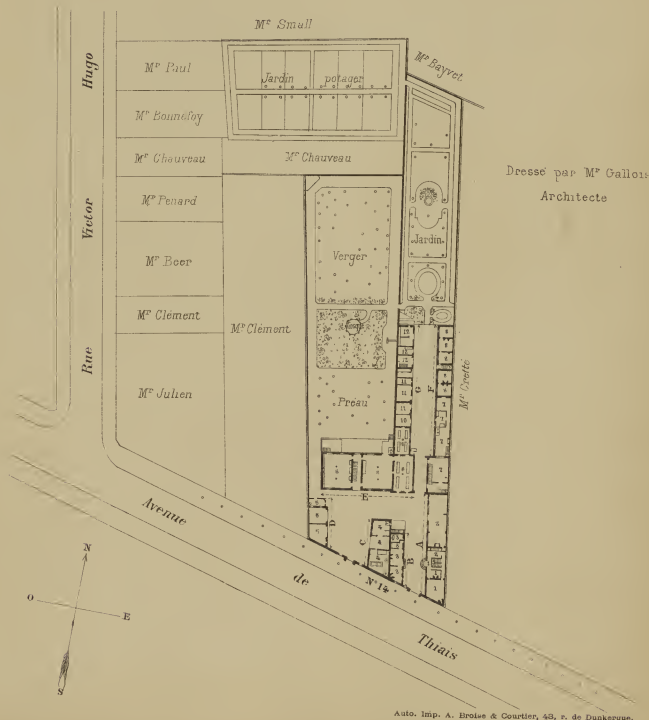 Mr Small
Hugo
Mr Paul
Jardin potager
Mr Bayvet
Mr Bonnefoy
Mr Chauveau
Mr Chauveau
Dressé par Mr Gallois
Architecte
Victor
Mr Penard
Verger
Jardin
Mr Beer
Mr Clément
Mr Clément
Rue
Mr Julien
Préau
Mr Cretté
G
F
E
D
C
B
A
Avenue
de
Nº 14
Thiais
N
O
E
S
Auto. Imp. A. Broise & Courtier, 43, r. de Dunkerque.